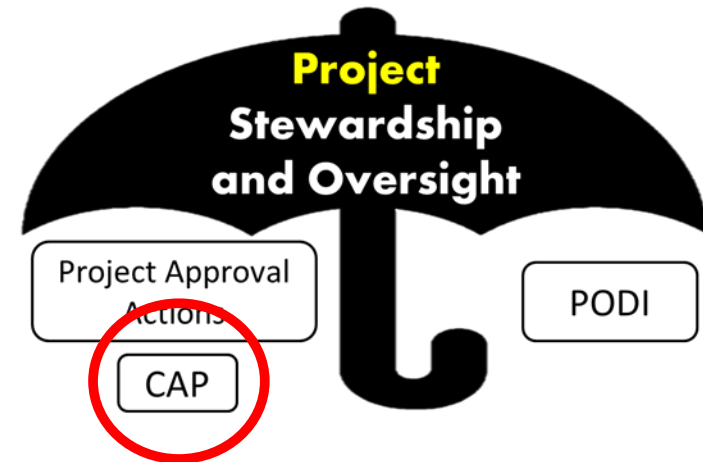 Project
Stewardship
and Oversight
Project Approval
Actions
CAP
PODI